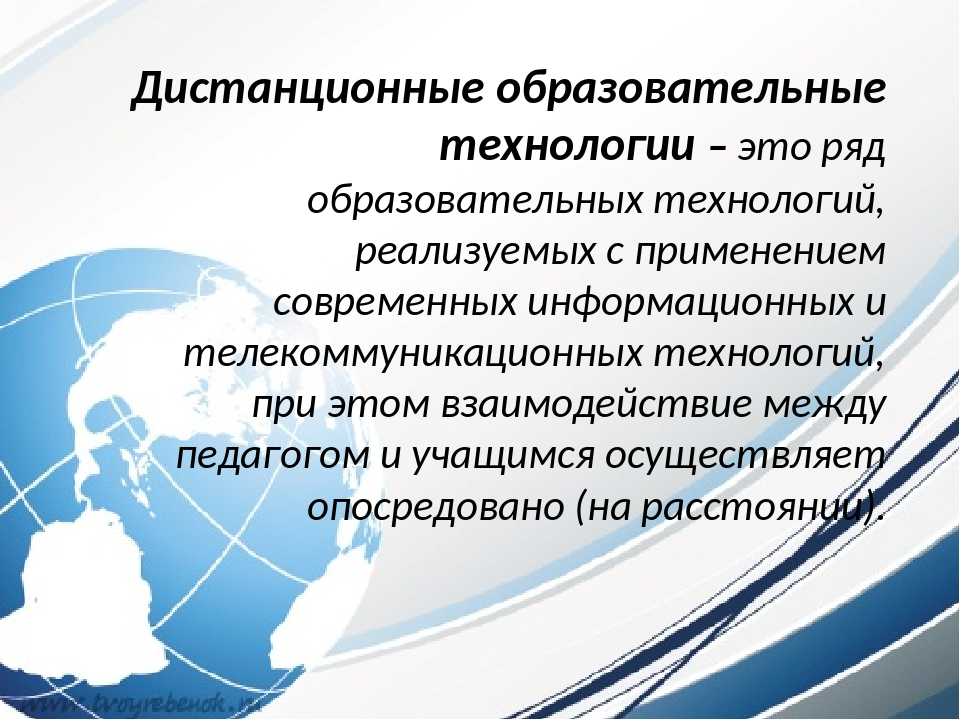 Дистанционные образовательные
технологии – это ряд
образовательных технологий,
реализуемых с применением
современных информационных и
телекоммуникационных технологий,
при этом взаимодействие между
педагогом и учащимся осуществляет
опосредовано (на расстоянии).
www.tvoyrebenok.ru